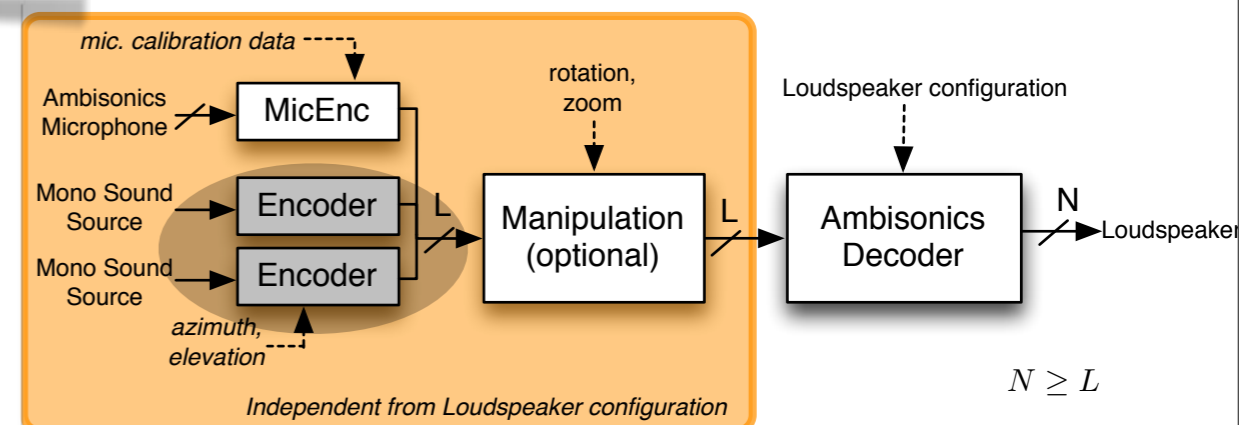 mic. calibration data
Ambisonics
Microphone
MicEnc
Mono Sound
Source
Encoder
Mono Sound
Source
Encoder
azimuth,
elevation
L
rotation,
zoom
Manipulation
(optional)
L
Loudspeaker configuration
Ambisonics
Decoder
N
Loudspeaker
N ≥ L
Independent from Loudspeaker configuration